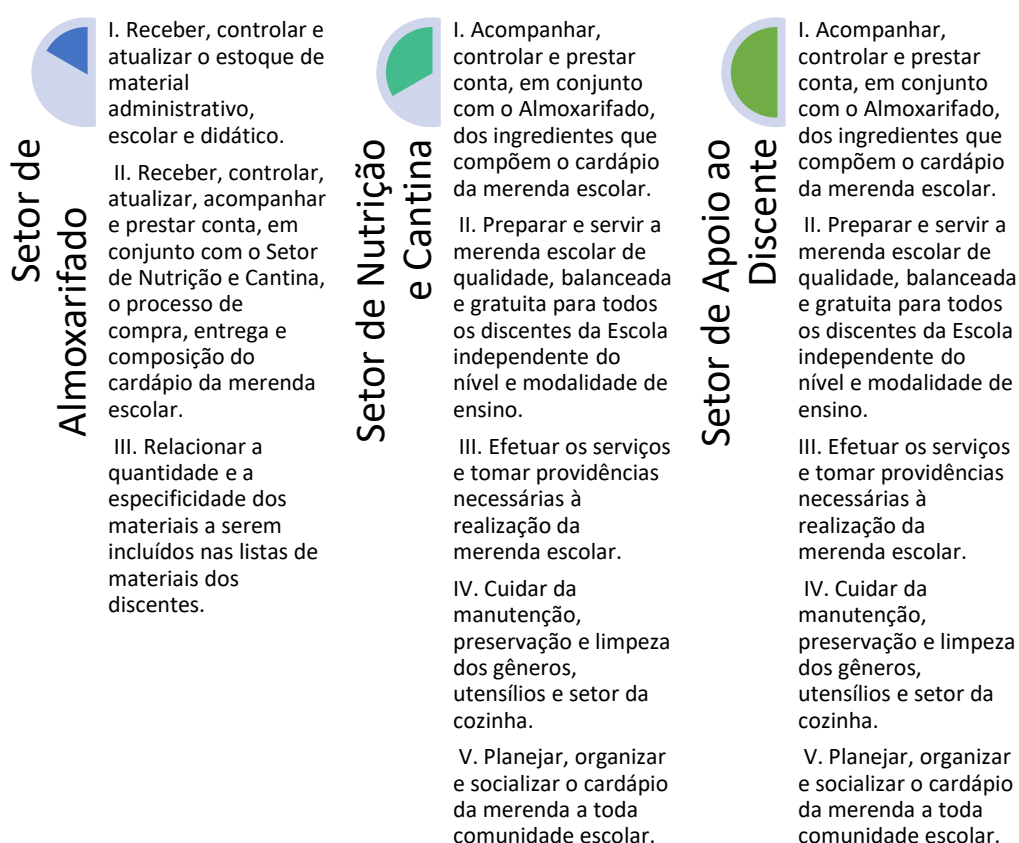 Setor de
Almoxarifado
I. Receber, controlar e
atualizar o estoque de
material
administrativo,
escolar e didático.
II. Receber, controlar,
atualizar, acompanhar
e prestar conta, em
conjunto com o Setor
de Nutrição e Cantina,
o processo de
compra, entrega e
composição do
cardápio da merenda
escolar.
III. Relacionar a
quantidade e a
especificidade dos
materiais a serem
incluídos nas listas de
materiais dos
discentes.
Setor de Nutrição
e Cantina
I. Acompanhar,
controlar e prestar
conta, em conjunto
com o Almoxarifado,
dos ingredientes que
compõem o cardápio
da merenda escolar.
II. Preparar e servir a
merenda escolar de
qualidade, balanceada
e gratuita para todos
os discentes da Escola
independente do
nível e modalidade de
ensino.
III. Efetuar os serviços
e tomar providências
necessárias à
realização da
merenda escolar.
IV. Cuidar da
manutenção,
preservação e limpeza
dos gêneros,
utensílios e setor da
cozinha.
V. Planejar, organizar
e socializar o cardápio
da merenda a toda
comunidade escolar.
Setor de Apoio ao
Discente
I. Acompanhar,
controlar e prestar
conta, em conjunto
com o Almoxarifado,
dos ingredientes que
compõem o cardápio
da merenda escolar.
II. Preparar e servir a
merenda escolar de
qualidade, balanceada
e gratuita para todos
os discentes da Escola
independente do
nível e modalidade de
ensino.
III. Efetuar os serviços
e tomar providências
necessárias à
realização da
merenda escolar.
IV. Cuidar da
manutenção,
preservação e limpeza
dos gêneros,
utensílios e setor da
cozinha.
V. Planejar, organizar
e socializar o cardápio
da merenda a toda
comunidade escolar.